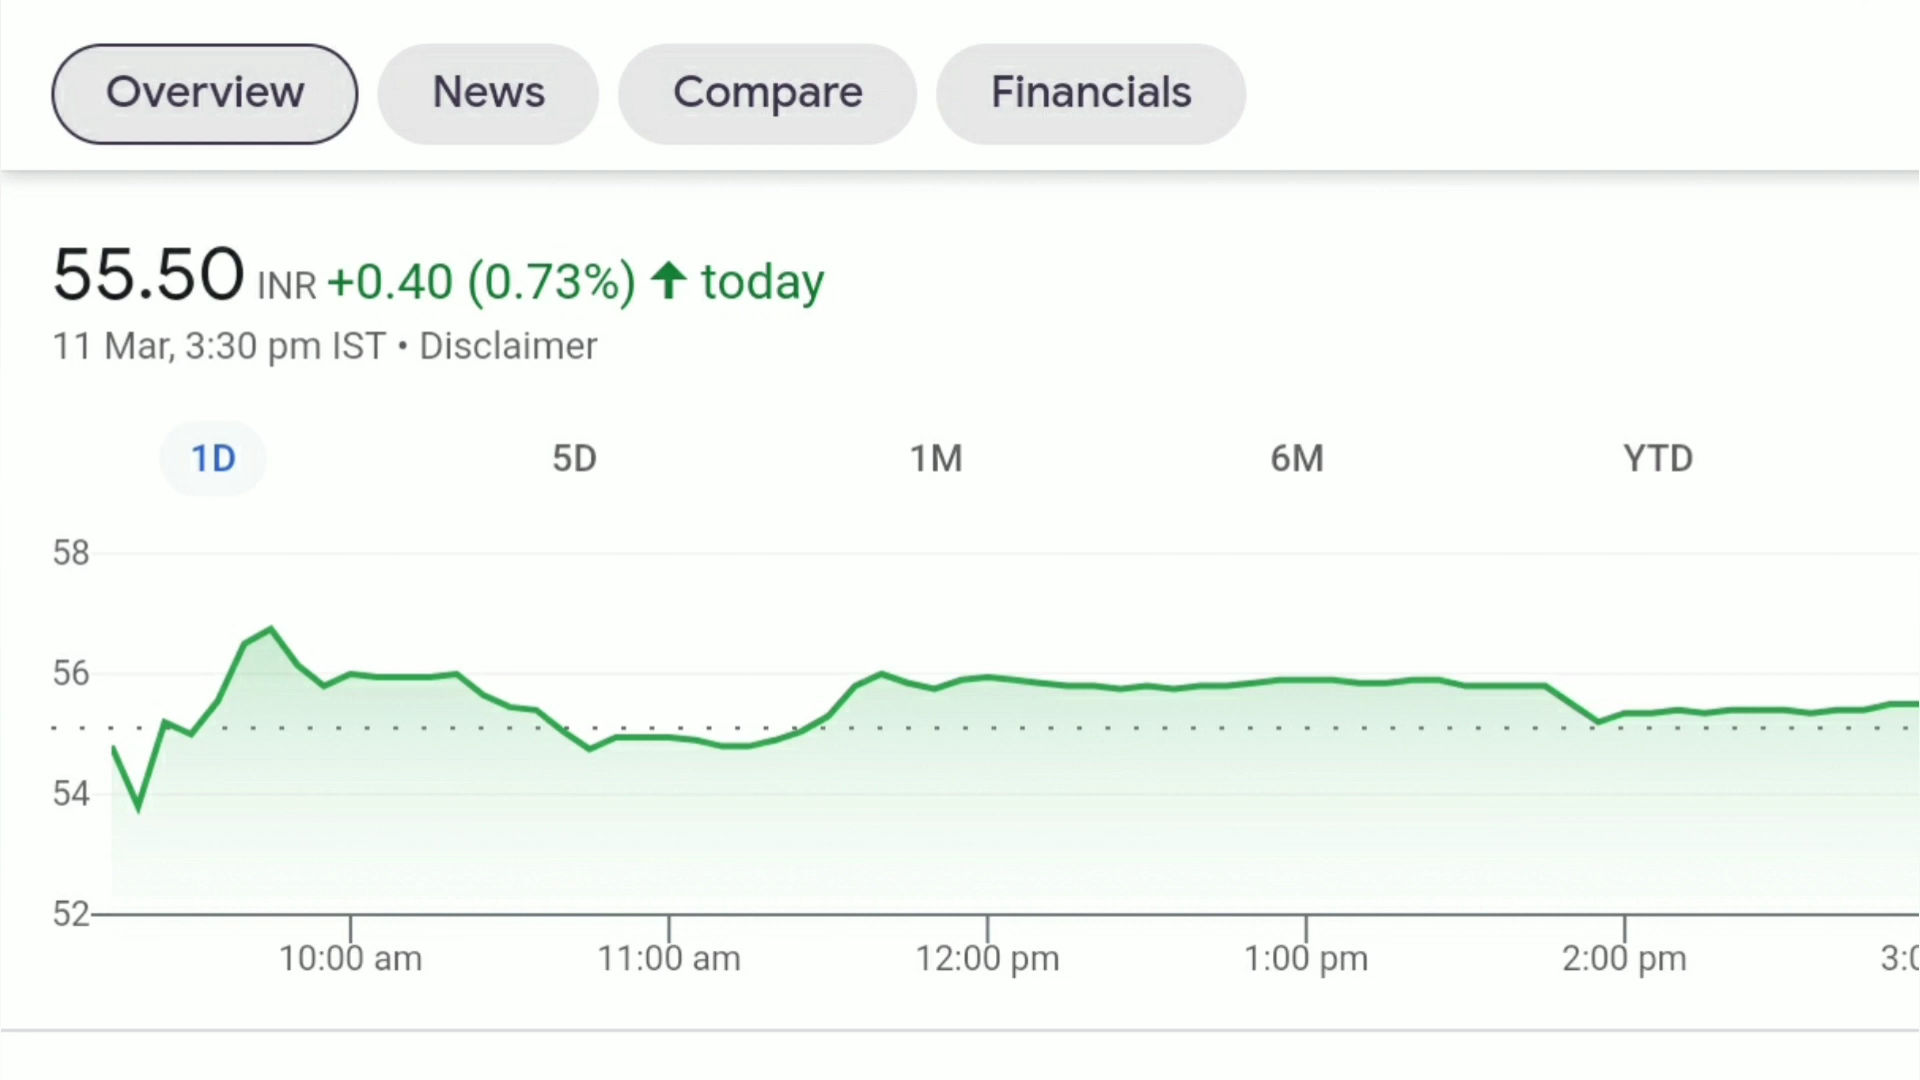 Overview News Compare Financials
55.50 INR +0.40 (0.73%) ↑ today
11 Mar, 3:30 pm IST • Disclaimer
1D 5D 1M 6M YTD
58
56
54
52
10:00 am 11:00 am 12:00 pm 1:00 pm 2:00 pm